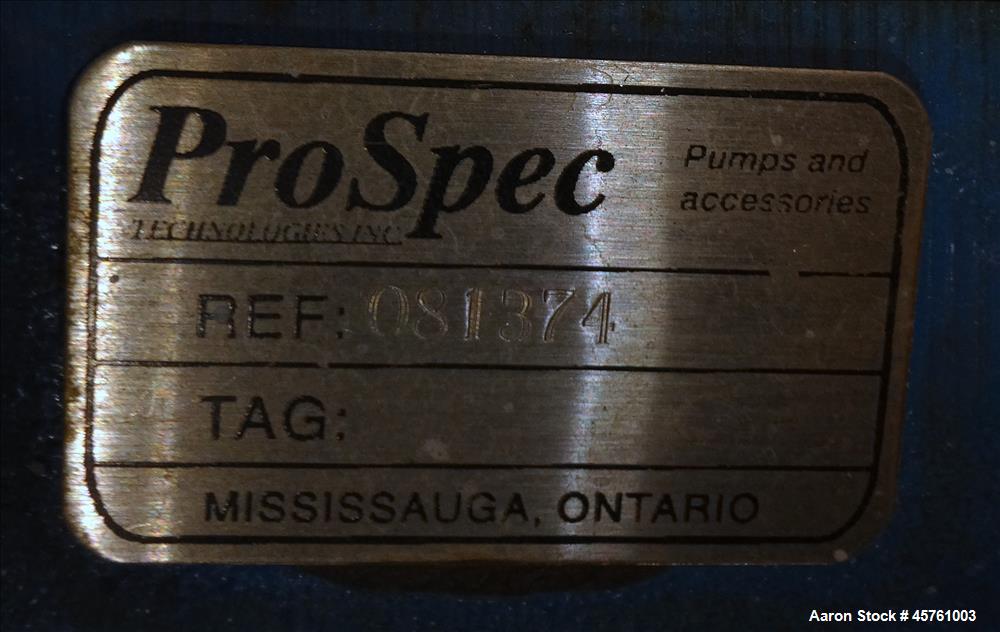 ProSpec
TECHNOLOGIES INC
Pumps and
accessories
REF: 081374
TAG:
MISSISSAUGA, ONTARIO
Aaron Stock # 45761003